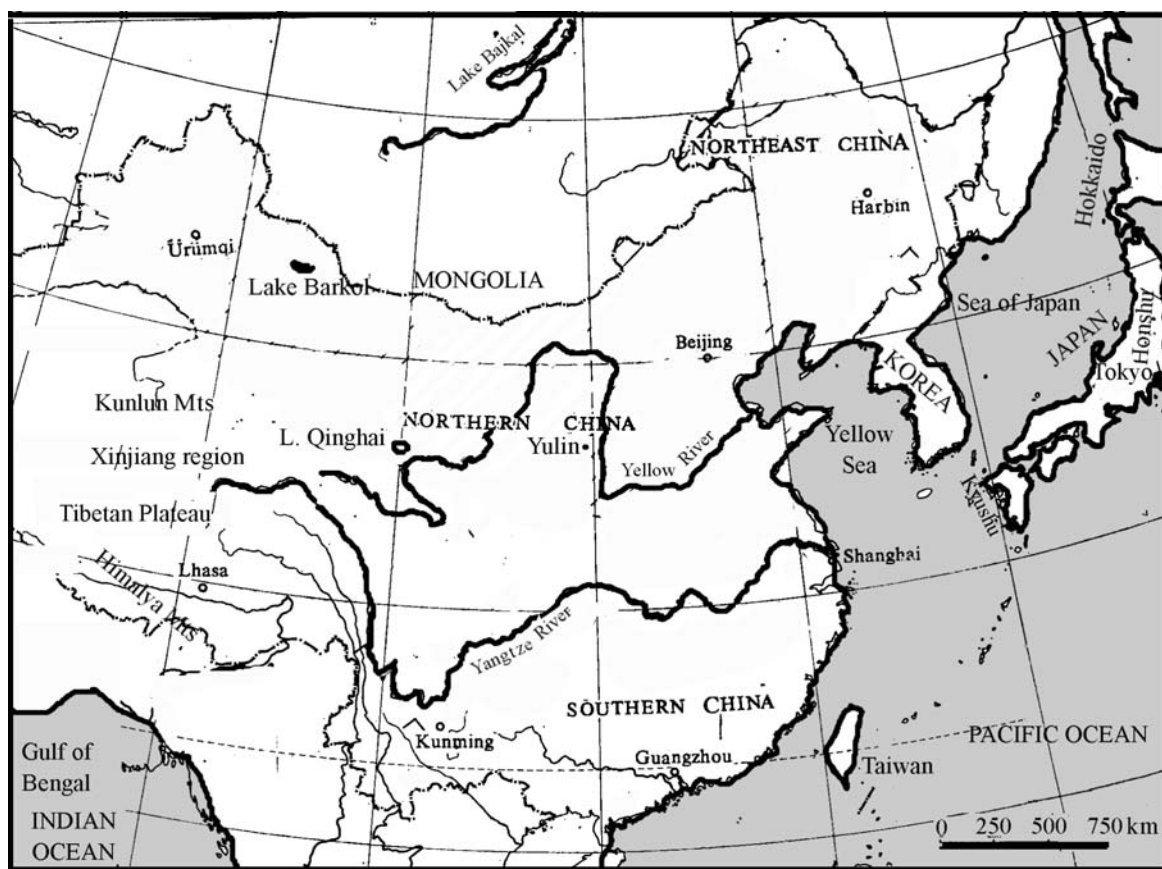 Lake Bajkal
NORTHEAST CHINA
Harbin
Hokkaido
Urümqi
Lake Barkol
MONGOLIA
Sea of Japan
JAPAN
Honshu
Tokyo
Beijing
KOREA
Kunlun Mts
NORTHERN CHINA
L. Qinghai
Yulin
Yellow River
Yellow
Sea
Xinjiang region
Kyushu
Tibetan Plateau
Shanghai
Lhasa
Himalya Mts
Yangtze River
SOUTHERN CHINA
Kunming
Guangzhou
Taiwan
PACIFIC OCEAN
Gulf of
Bengal
INDIAN
OCEAN
0 250 500 750 km